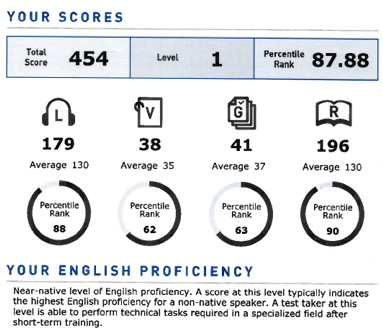 YOUR SCORES
Total Score 454 Level 1 Percentile Rank 87.88
L V G R
179 38 41 196
Average 130 Average 35 Average 37 Average 130
Percentile Rank 88 Percentile Rank 62 Percentile Rank 63 Percentile Rank 90
YOUR ENGLISH PROFICIENCY
Near-native level of English proficiency. A score at this level typically indicates
the highest English proficiency for a non-native speaker. A test taker at this
level is able to perform technical tasks required in a specialized field after
short-term training.